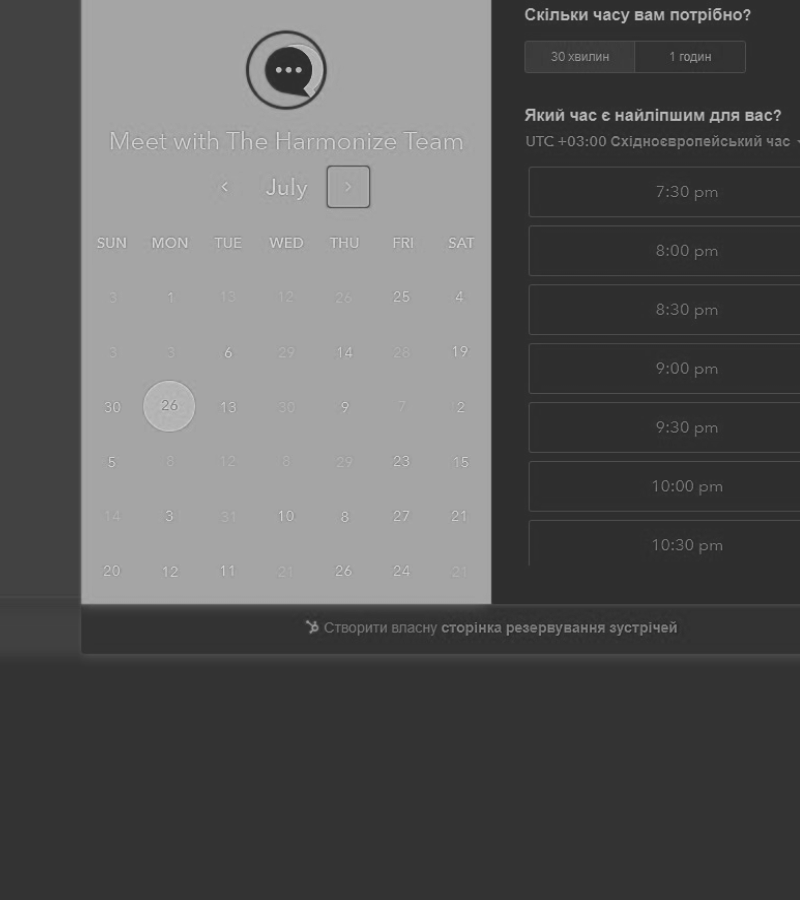 Meet with The Harmonize Team
July
SUN MON TUE WED THU FRI SAT
3 1 13 12 26 25 4
3 3 6 29 14 28 19
30 26 13 30 9 7 2
5 8 12 8 29 23 15
14 3 31 10 8 27 21
20 12 11 21 26 24 21
Скільки часу вам потрібно?
30 хвилин 1 годин
Який час є найліпшим для вас?
UTC +03:00 Східноєвропейський час
7:30 pm
8:00 pm
8:30 pm
9:00 pm
9:30 pm
10:00 pm
10:30 pm
Створити власну сторінка резервування зустрічей